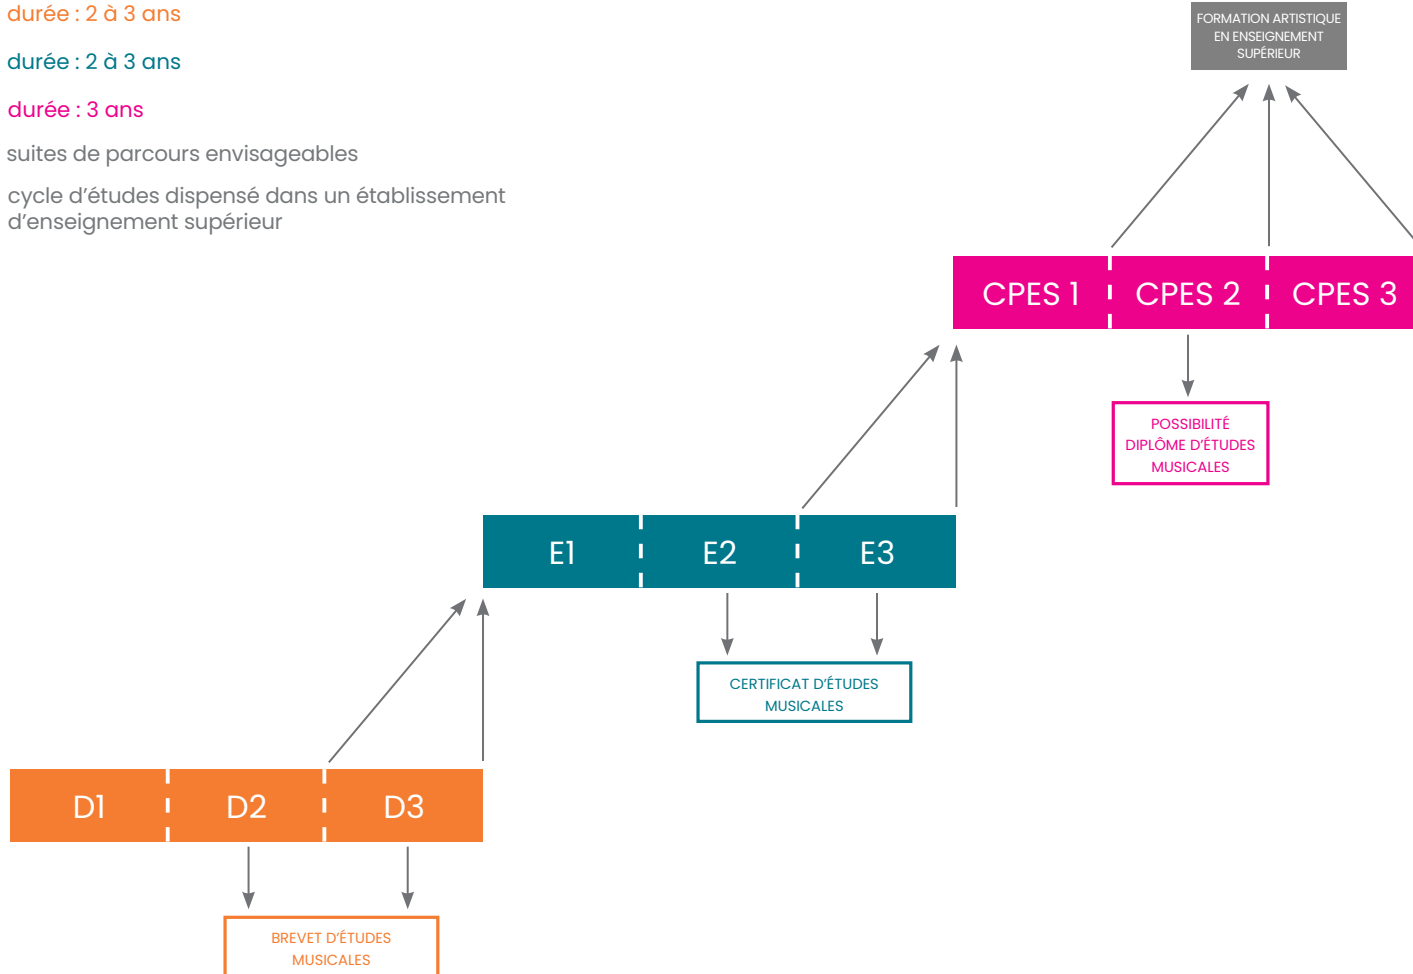 durée : 2 à 3 ans
durée : 2 à 3 ans
durée : 3 ans
suites de parcours envisageables
cycle d’études dispensé dans un établissement
d’enseignement supérieur
FORMATION ARTISTIQUE
EN ENSEIGNEMENT
SUPÉRIEUR
CPES 1
CPES 2
CPES 3
POSSIBILITÉ
DIPLÔME D’ÉTUDES
MUSICALES
E1
E2
E3
CERTIFICAT D’ÉTUDES
MUSICALES
D1
D2
D3
BREVET D’ÉTUDES
MUSICALES